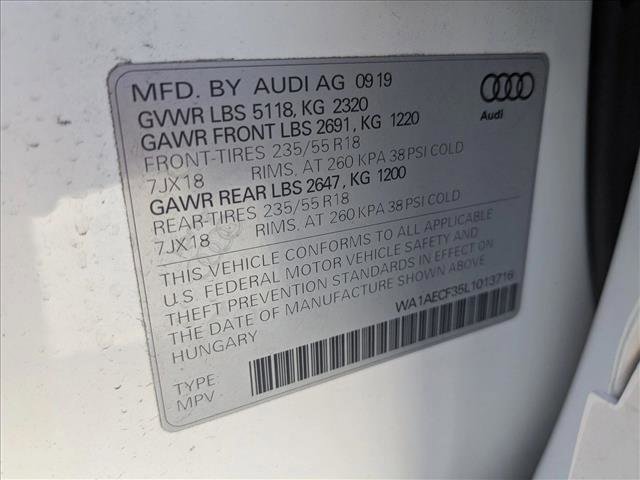 MFD. BY AUDI AG 09 19
GVWR LBS 5118, KG 2320
GAWR FRONT LBS 2691, KG 1220
FRONT-TIRES 235/55 R18
7JX18 RIMS. AT 260 KPA 38 PSI COLD
GAWR REAR LBS 2647, KG 1200
REAR-TIRES 235/55 R18
7JX18 RIMS. AT 260 KPA 38 PSI COLD
THIS VEHICLE CONFORMS TO ALL APPLICABLE
U.S. FEDERAL MOTOR VEHICLE SAFETY AND
THEFT PREVENTION STANDARDS IN EFFECT ON
THE DATE OF MANUFACTURE SHOWN ABOVE.
HUNGARY
WA1AECF35L1013716
TYPE:
MPV
Audi